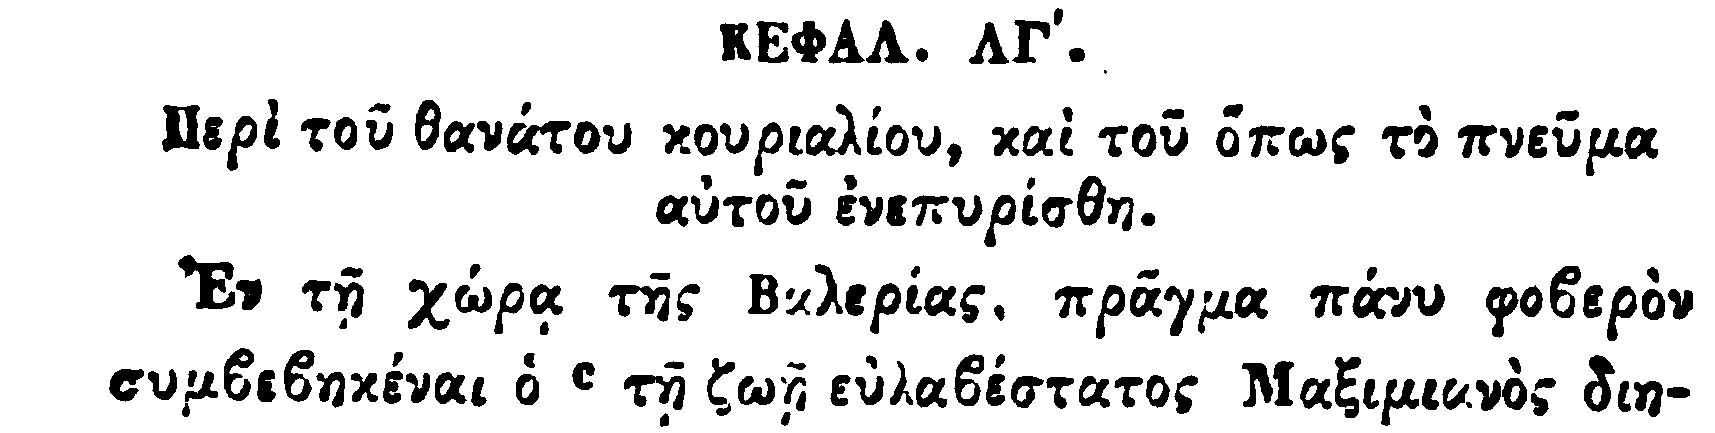 ΚΕΦΑΛ. ΛΓʹ.
Περὶ τοῦ θανάτου κουριαλίου, καὶ τοῦ ὅπως τὸ πνεῦμα
αὐτοῦ ἐνεπυρίσθη.
Ἐν τῇ χώρᾳ τῆς Βαλερίας, πρᾶγμα πάνυ φοβερὸν
συμβεβηκέναι ὁ ᶜ τῇ ζωῇ εὐλαβέστατος Μαξιμιανὸς διη-